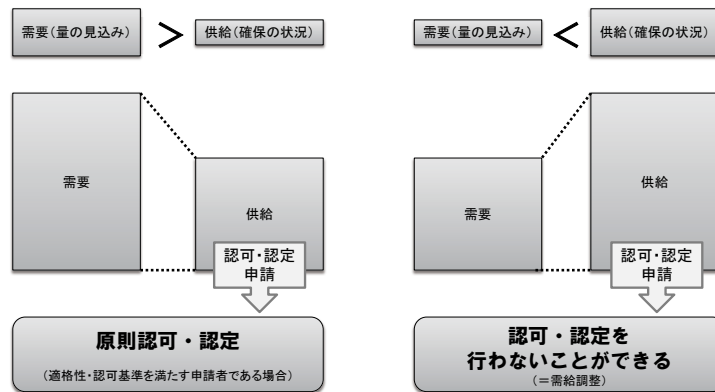 需要(量の見込み) > 供給(確保の状況)
需要
供給
認可・認定
申請
原則認可・認定
(適格性・認可基準を満たす申請者である場合)
需要(量の見込み) < 供給(確保の状況)
需要
供給
認可・認定
申請
認可・認定を
行わないことができる
(=需給調整)